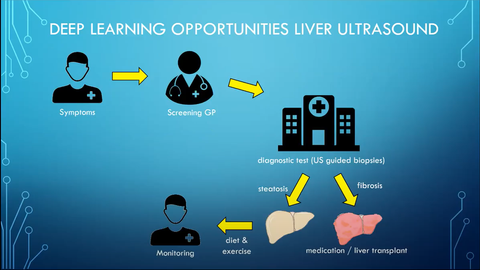 DEEP LEARNING OPPORTUNITIES LIVER ULTRASOUND
Symptoms
Screening GP
diagnostic test (US guided biopsies)
steatosis
fibrosis
diet &
exercise
Monitoring
medication / liver transplant